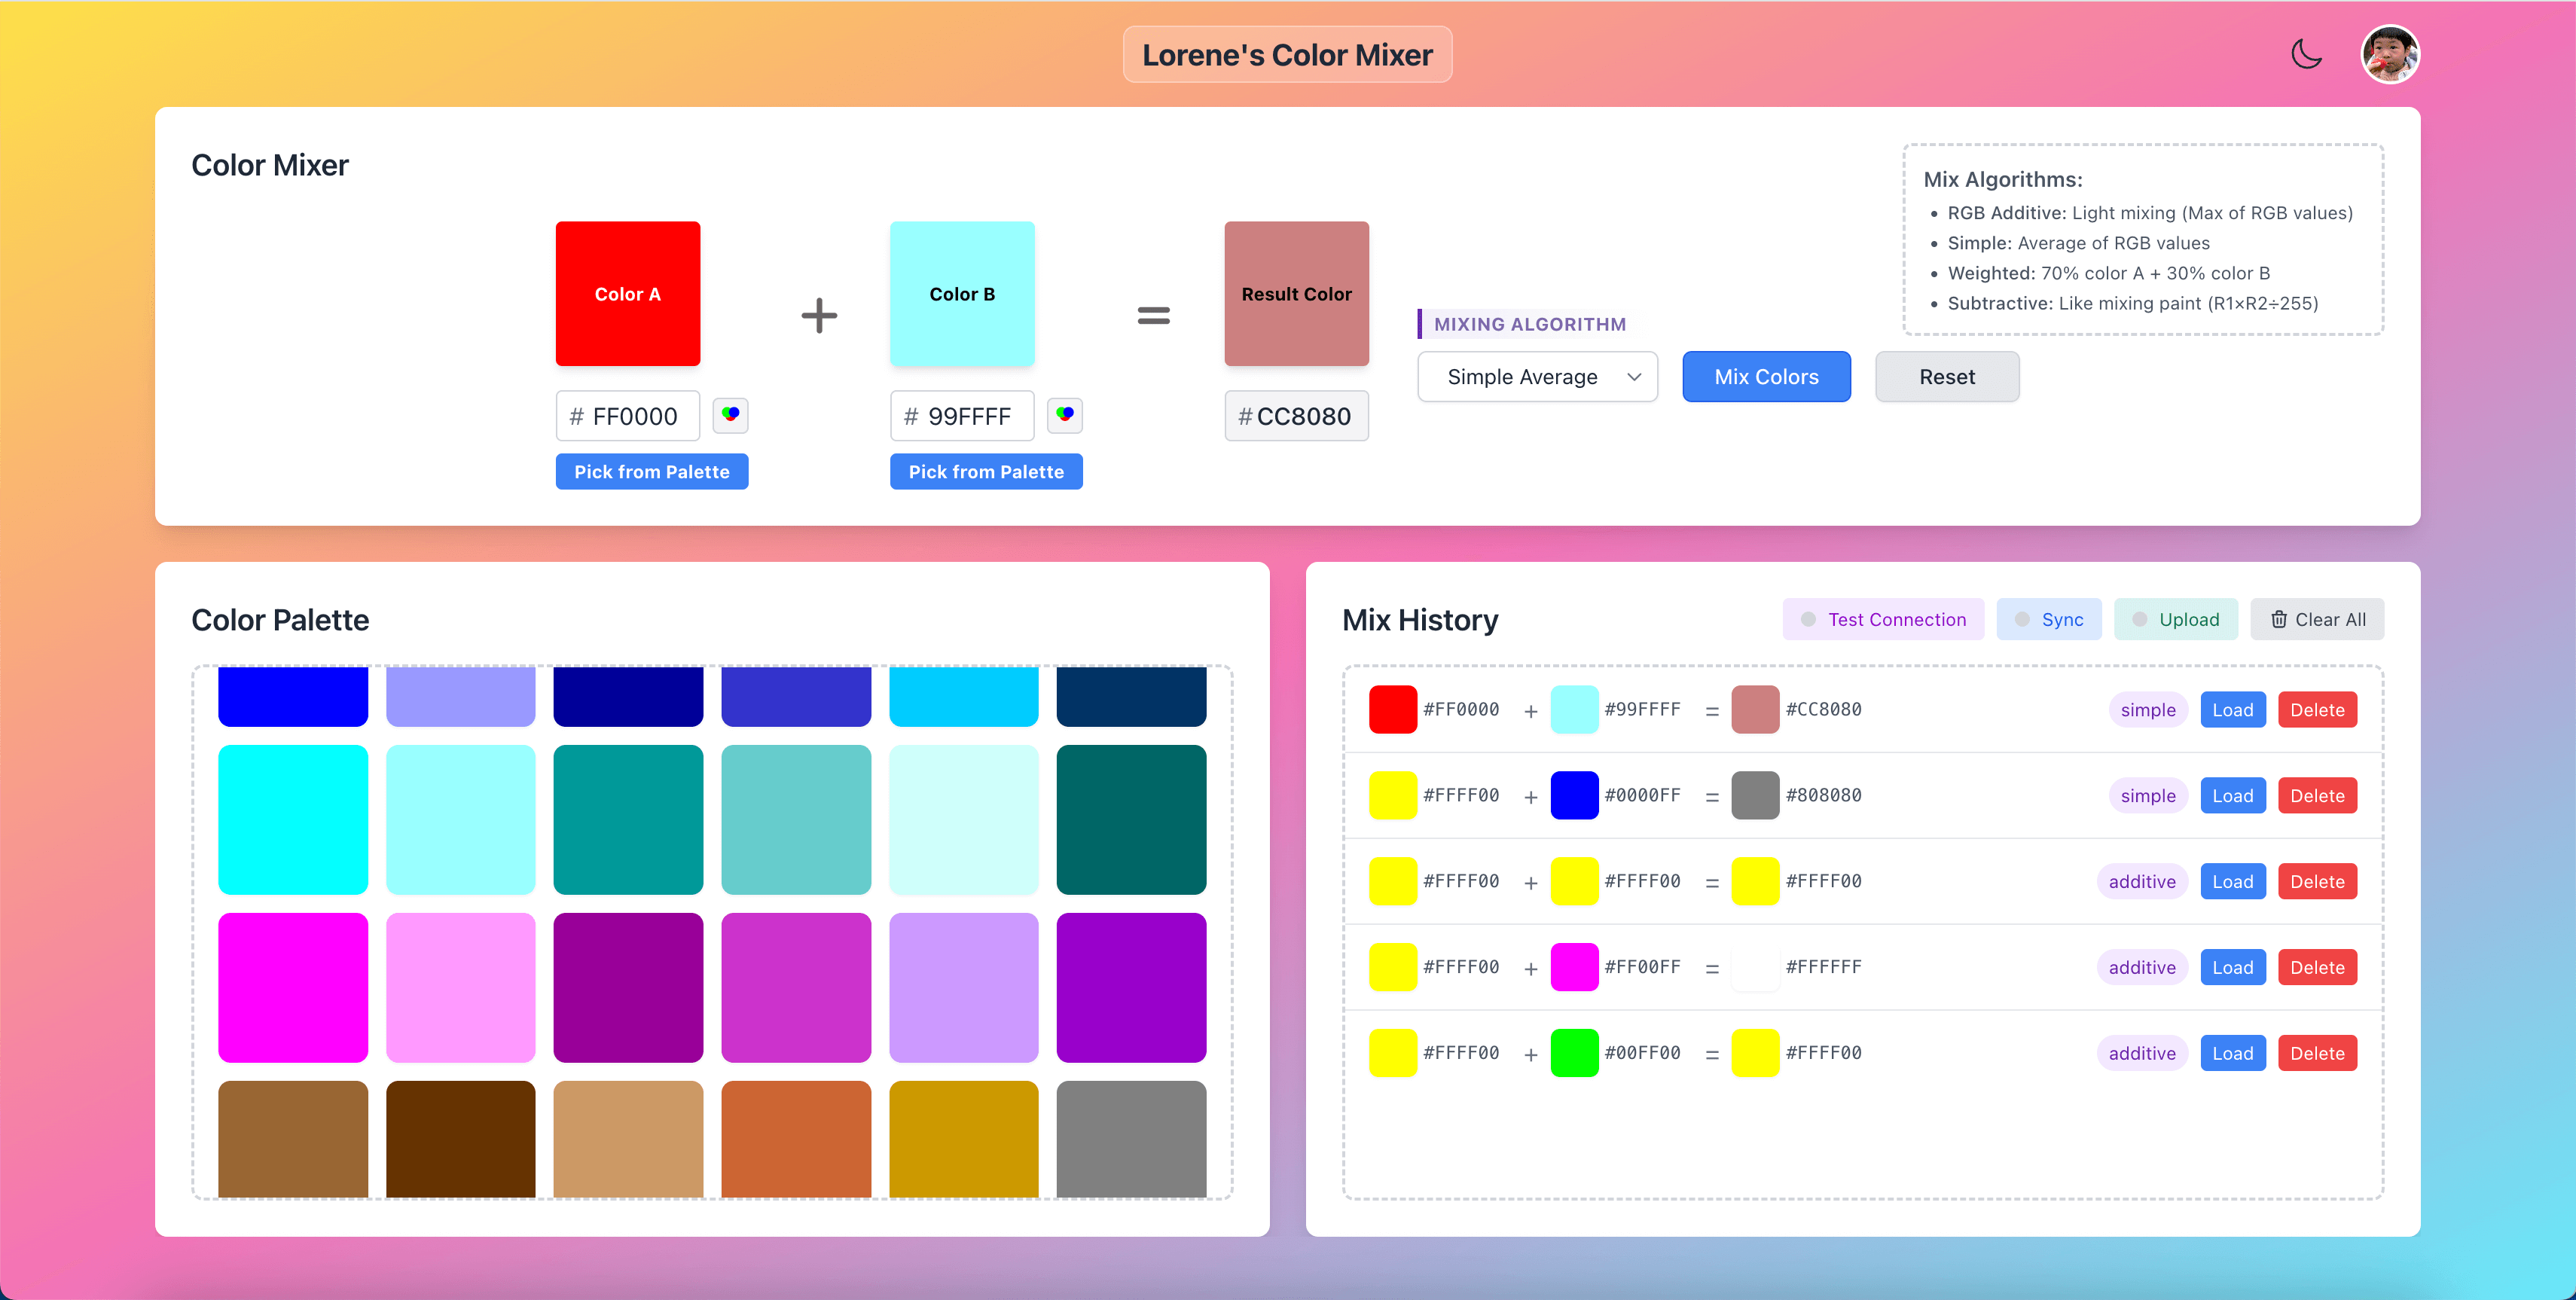 Lorene's Color Mixer
Color Mixer
Mix Algorithms:
• RGB Additive: Light mixing (Max of RGB values)
• Simple: Average of RGB values
• Weighted: 70% color A + 30% color B
• Subtractive: Like mixing paint (R1×R2÷255)
Color A
+
Color B
=
Result Color
MIXING ALGORITHM
Simple Average
Mix Colors
Reset
# FF0000
# 99FFFF
# CC8080
Pick from Palette
Pick from Palette
Color Palette
Mix History
Test Connection
Sync
Upload
Clear All
#FF0000 + #99FFFF = #CC8080 simple Load Delete
#FFFF00 + #0000FF = #808080 simple Load Delete
#FFFF00 + #FFFF00 = #FFFF00 additive Load Delete
#FFFF00 + #FF00FF = #FFFFFF additive Load Delete
#FFFF00 + #00FF00 = #FFFF00 additive Load Delete